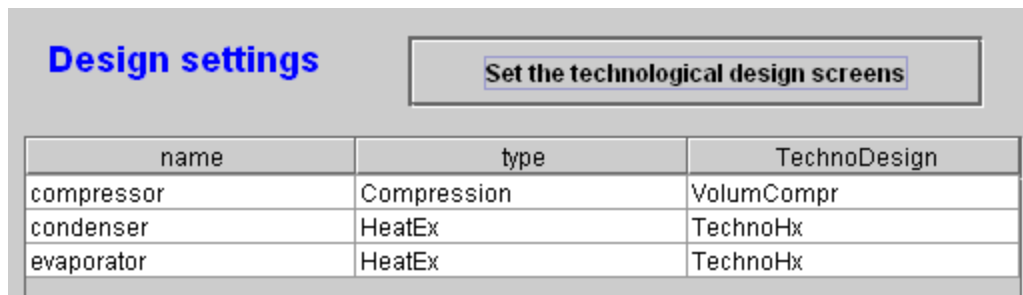 Design settings
Set the technological design screens
name type TechnoDesign
compressor Compression VolumCompr
condenser HeatEx TechnoHx
evaporator HeatEx TechnoHx